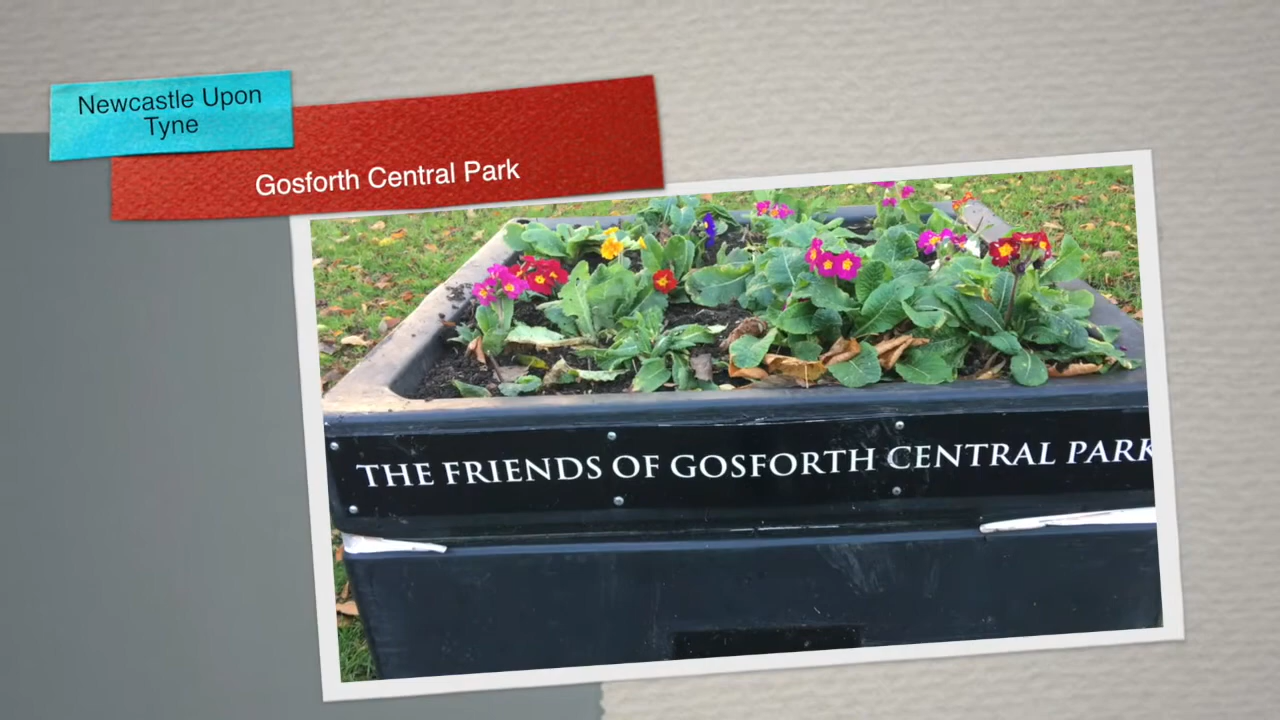 Newcastle Upon
Tyne
Gosforth Central Park
THE FRIENDS OF GOSFORTH CENTRAL PARK